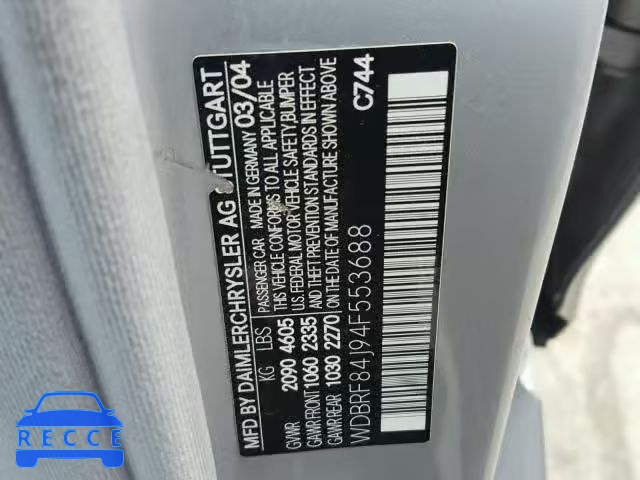 MFD BY DAIMLERCHRYSLER AG STUTTGART
KG LBS PASSENGER CAR MADE IN GERMANY 03/04
GVWR 2090 4605 THIS VEHICLE CONFORMS TO ALL APPLICABLE
GAWR FRONT 1060 2335 U.S. FEDERAL MOTOR VEHICLE SAFETY, BUMPER
GAWR REAR 1030 2270 AND THEFT PREVENTION STANDARDS IN EFFECT
ON THE DATE OF MANUFACTURE SHOWN ABOVE
WDBRF84J94F553688 C744
RECCE